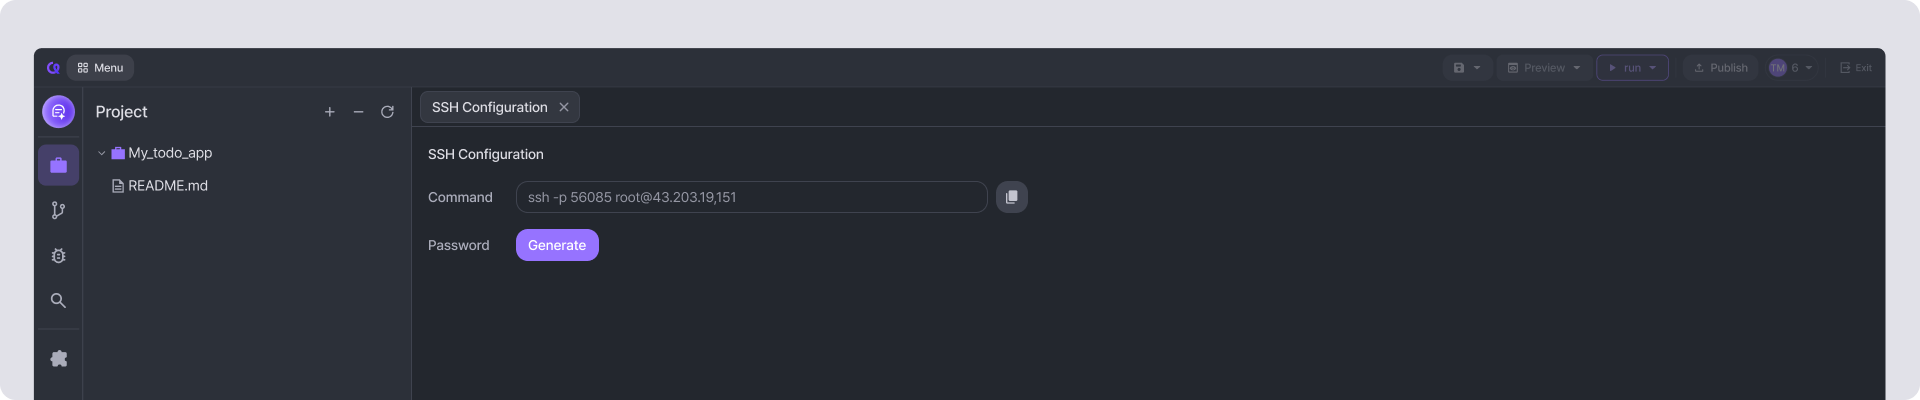 Menu
Preview
run
Publish
TM 6
Exit
Project
My_todo_app
README.md
SSH Configuration
SSH Configuration
Command ssh -p 56085 root@43.203.19,151
Password Generate